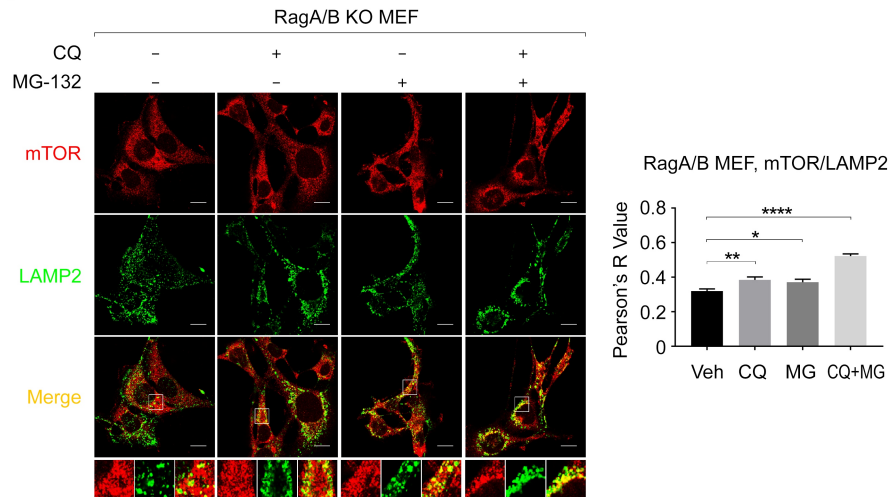 RagA/B KO MEF
CQ – + – +
MG-132 – – + +
mTOR
LAMP2
Merge
RagA/B MEF, mTOR/LAMP2
Pearson's R Value
0.8
0.6
0.4
0.2
0
****
*
**
Veh CQ MG CQ+MG